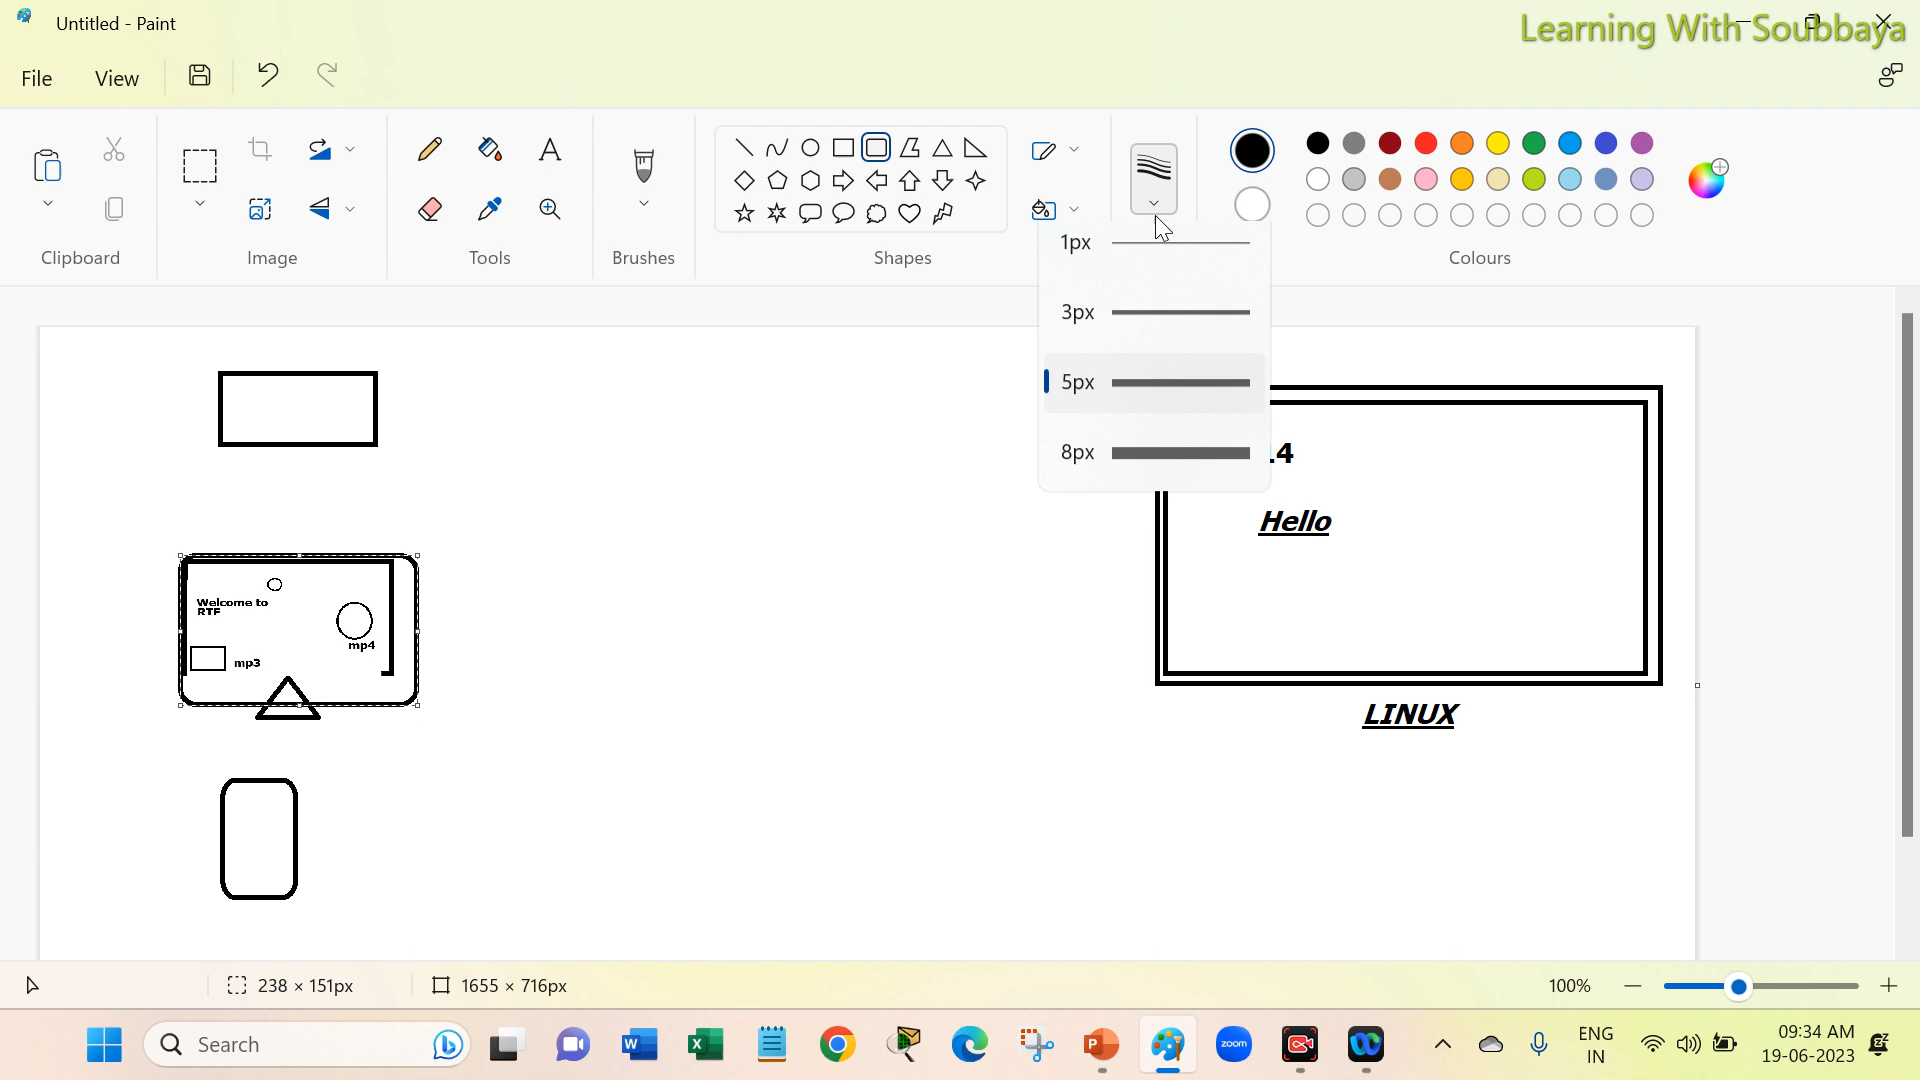 Untitled - Paint
Learning With Soubbaya
File View
Clipboard
Image
Tools
Brushes
Shapes
Colours
1px
3px
5px
8px
.4
Hello
LINUX
Welcome to
RTF
mp4
mp3
238 × 151px
1655 × 716px
100%
Search
zoom
ENG
IN
09:34 AM
19-06-2023